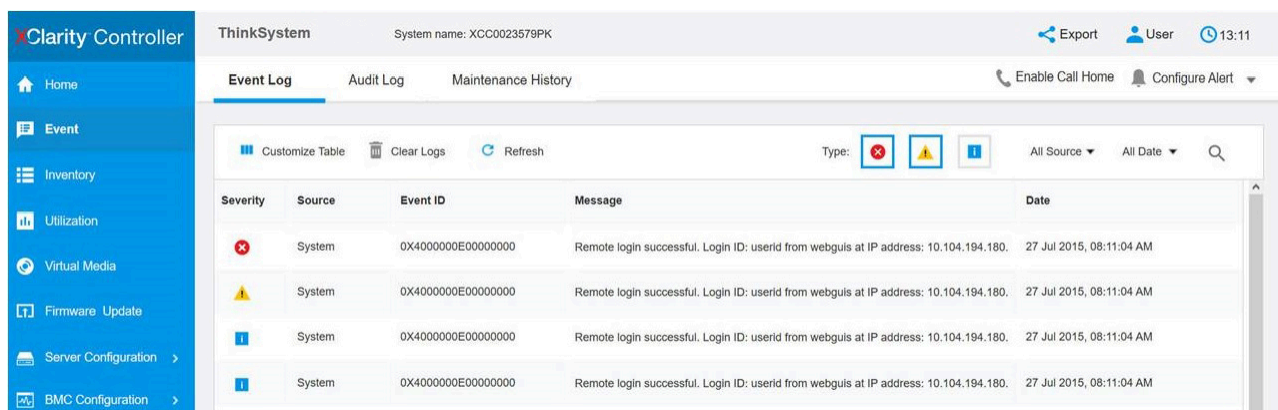 XClarity Controller
ThinkSystem
System name: XCC0023579PK
Export
User
13:11
Home
Event Log
Audit Log
Maintenance History
Enable Call Home
Configure Alert
Event
Customize Table
Clear Logs
Refresh
Type:
All Source
All Date
Inventory
Severity
Source
Event ID
Message
Date
Utilization
System
0X4000000E00000000
Remote login successful. Login ID: userid from webguis at IP address: 10.104.194.180.
27 Jul 2015, 08:11:04 AM
Virtual Media
System
0X4000000E00000000
Remote login successful. Login ID: userid from webguis at IP address: 10.104.194.180.
27 Jul 2015, 08:11:04 AM
Firmware Update
System
0X4000000E00000000
Remote login successful. Login ID: userid from webguis at IP address: 10.104.194.180.
27 Jul 2015, 08:11:04 AM
Server Configuration
System
0X4000000E00000000
Remote login successful. Login ID: userid from webguis at IP address: 10.104.194.180.
27 Jul 2015, 08:11:04 AM
BMC Configuration